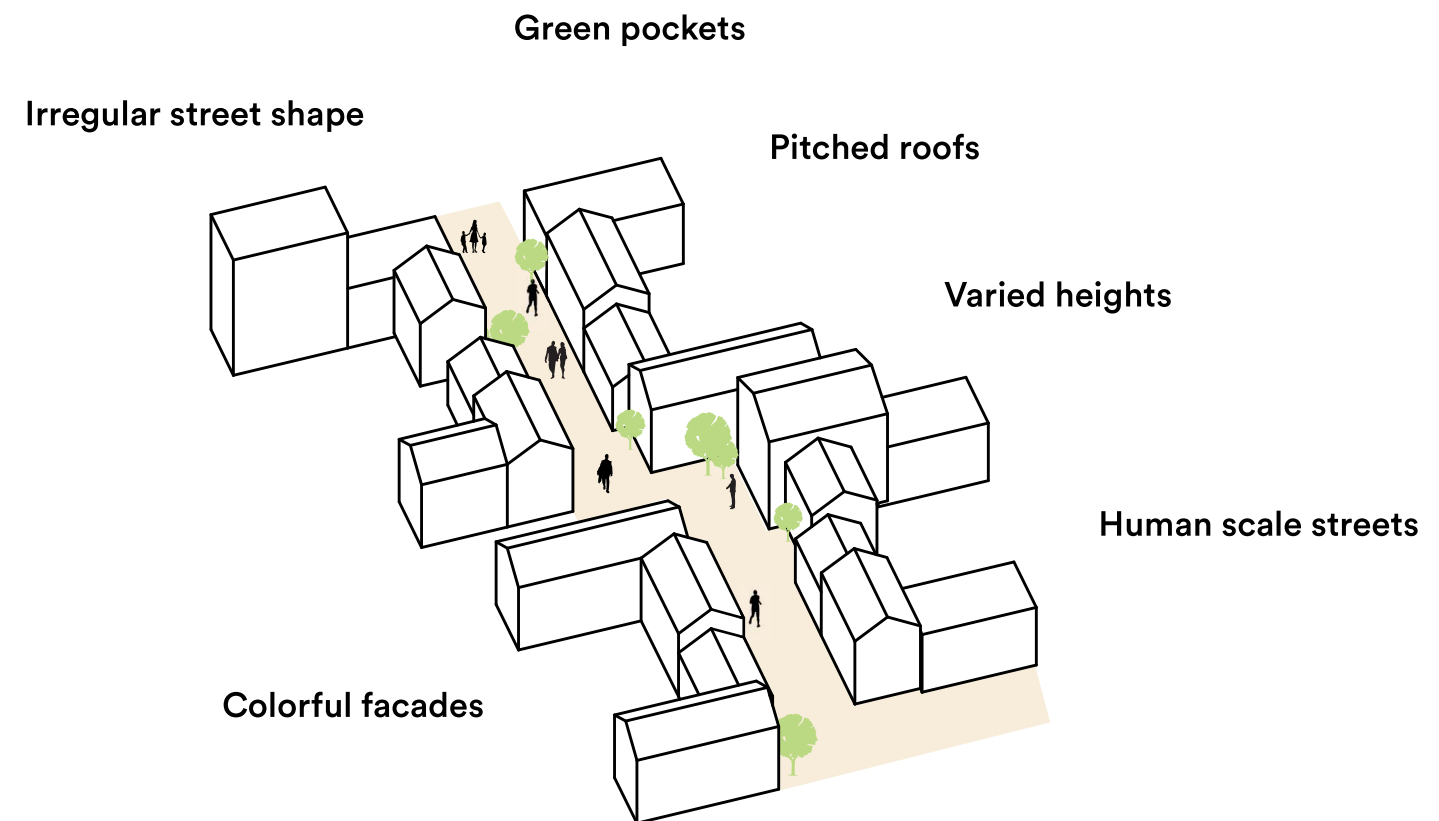 Green pockets
Irregular street shape
Pitched roofs
Varied heights
Human scale streets
Colorful facades